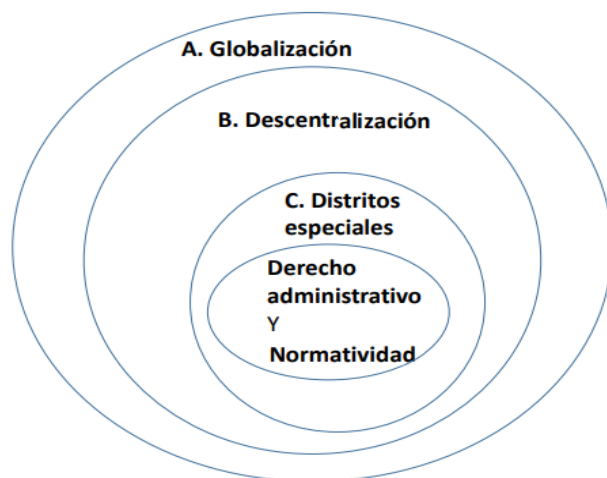 A. Globalización
B. Descentralización
C. Distritos
especiales
Derecho
administrativo
Y
Normatividad